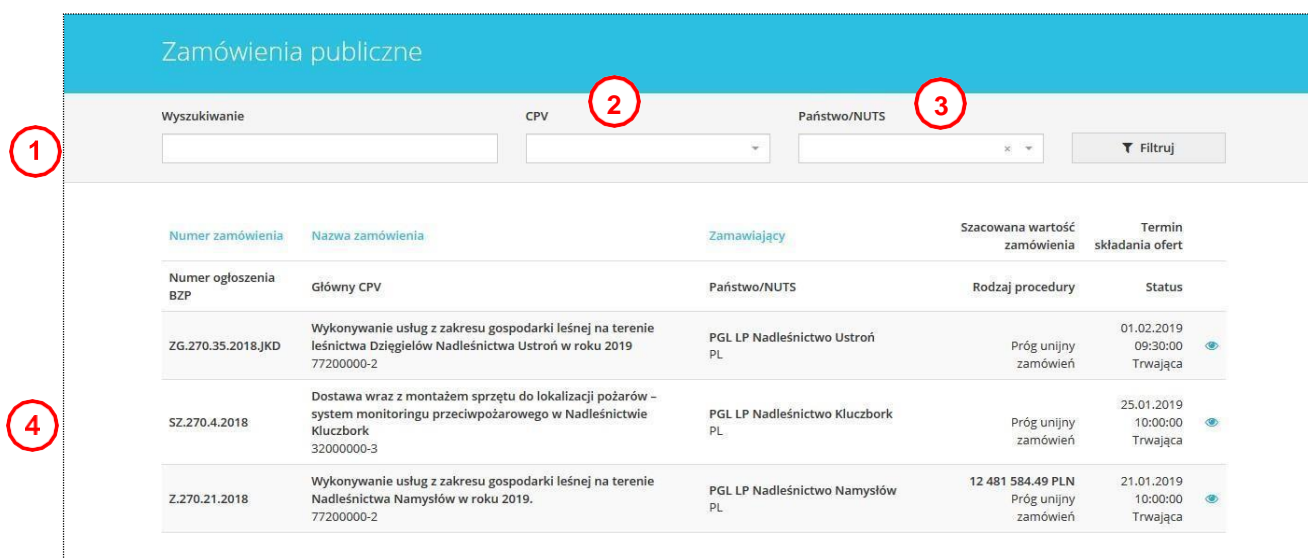 Zamówienia publiczne
2
3
Wyszukiwanie CPV Państwo/NUTS
1
× Filtruj
Numer zamówienia Nazwa zamówienia Zamawiający Szacowana wartość zamówienia Termin składania ofert
Numer ogłoszenia BZP Główny CPV Państwo/NUTS Rodzaj procedury Status
ZG.270.35.2018.JKD
Wykonywanie usług z zakresu gospodarki leśnej na terenie
leśnictwa Dzięgielów Nadleśnictwa Ustroń w roku 2019
77200000-2
PGL LP Nadleśnictwo Ustroń
PL
Próg unijny
zamówień
01.02.2019
09:30:00
Trwająca
4
SZ.270.4.2018
Dostawa wraz z montażem sprzętu do lokalizacji pożarów –
system monitoringu przeciwpożarowego w Nadleśnictwie
Kluczbork
32000000-3
PGL LP Nadleśnictwo Kluczbork
PL
Próg unijny
zamówień
25.01.2019
10:00:00
Trwająca
Z.270.21.2018
Wykonywanie usług z zakresu gospodarki leśnej na terenie
Nadleśnictwa Namysłów w roku 2019.
77200000-2
PGL LP Nadleśnictwo Namysłów
PL
12 481 584.49 PLN
Próg unijny
zamówień
21.01.2019
10:00:00
Trwająca